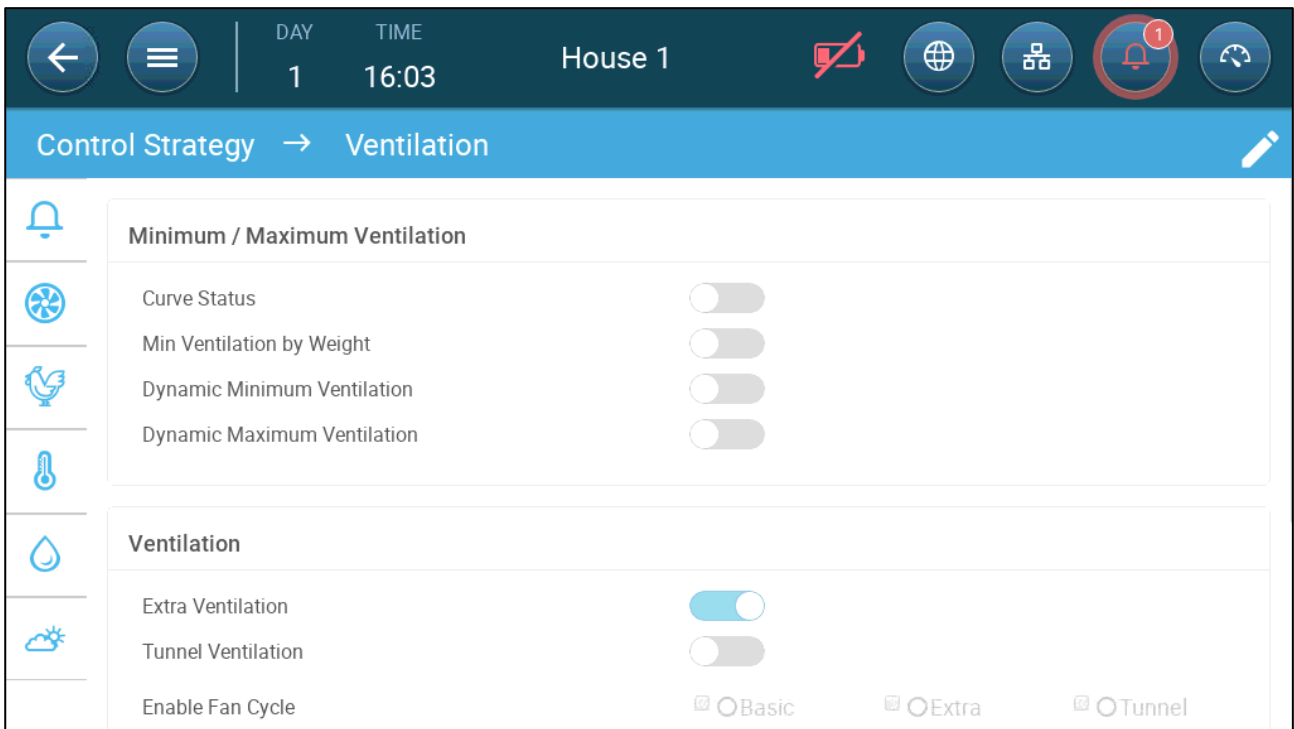 DAY TIME
1 16:03 House 1 1
Control Strategy → Ventilation
Minimum / Maximum Ventilation
Curve Status
Min Ventilation by Weight
Dynamic Minimum Ventilation
Dynamic Maximum Ventilation
Ventilation
Extra Ventilation
Tunnel Ventilation
Enable Fan Cycle Basic Extra Tunnel